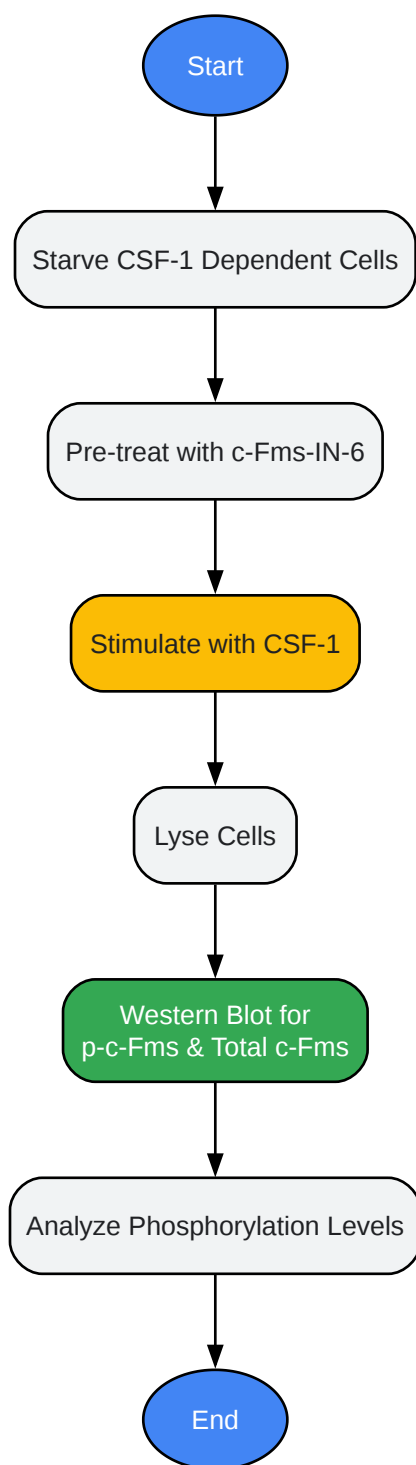 Start
Starve CSF-1 Dependent Cells
Pre-treat with c-Fms-IN-6
Stimulate with CSF-1
Lyse Cells
Western Blot for
p-c-Fms & Total c-Fms
Analyze Phosphorylation Levels
End